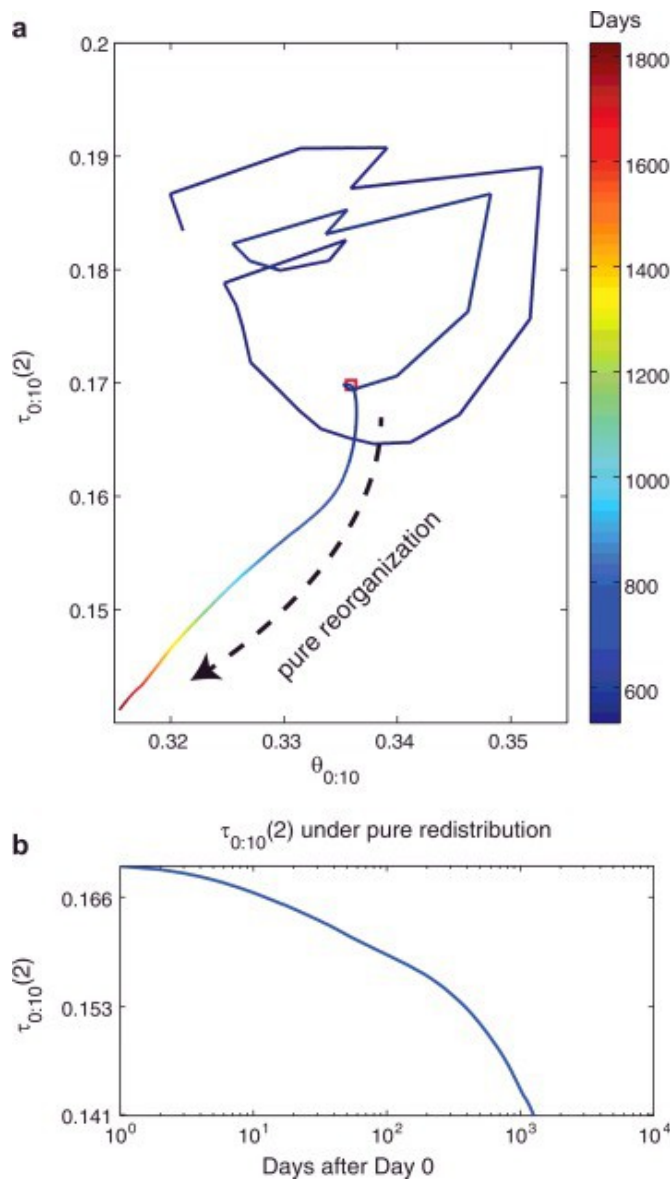 a
Days
0.2
0.19
0.18
0.17
0.16
0.15
τ0:10(2)
0.32
0.33
0.34
0.35
θ0:10
pure reorganization
1800
1600
1400
1200
1000
800
600
b
τ0:10(2) under pure redistribution
0.166
0.153
0.141
τ0:10(2)
10^0
10^1
10^2
10^3
10^4
Days after Day 0